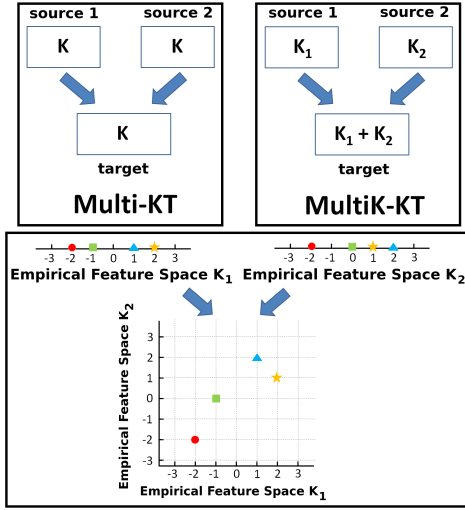 source 1 source 2
K K
K
target
Multi-KT
source 1 source 2
K₁ K₂
K₁ + K₂
target
MultiK-KT
-3 -2 -1 0 1 2 3
Empirical Feature Space K₁
-3 -2 -1 0 1 2 3
Empirical Feature Space K₂
Empirical Feature Space K₂
3
2
1
0
-1
-2
-3
-3 -2 -1 0 1 2 3
Empirical Feature Space K₁